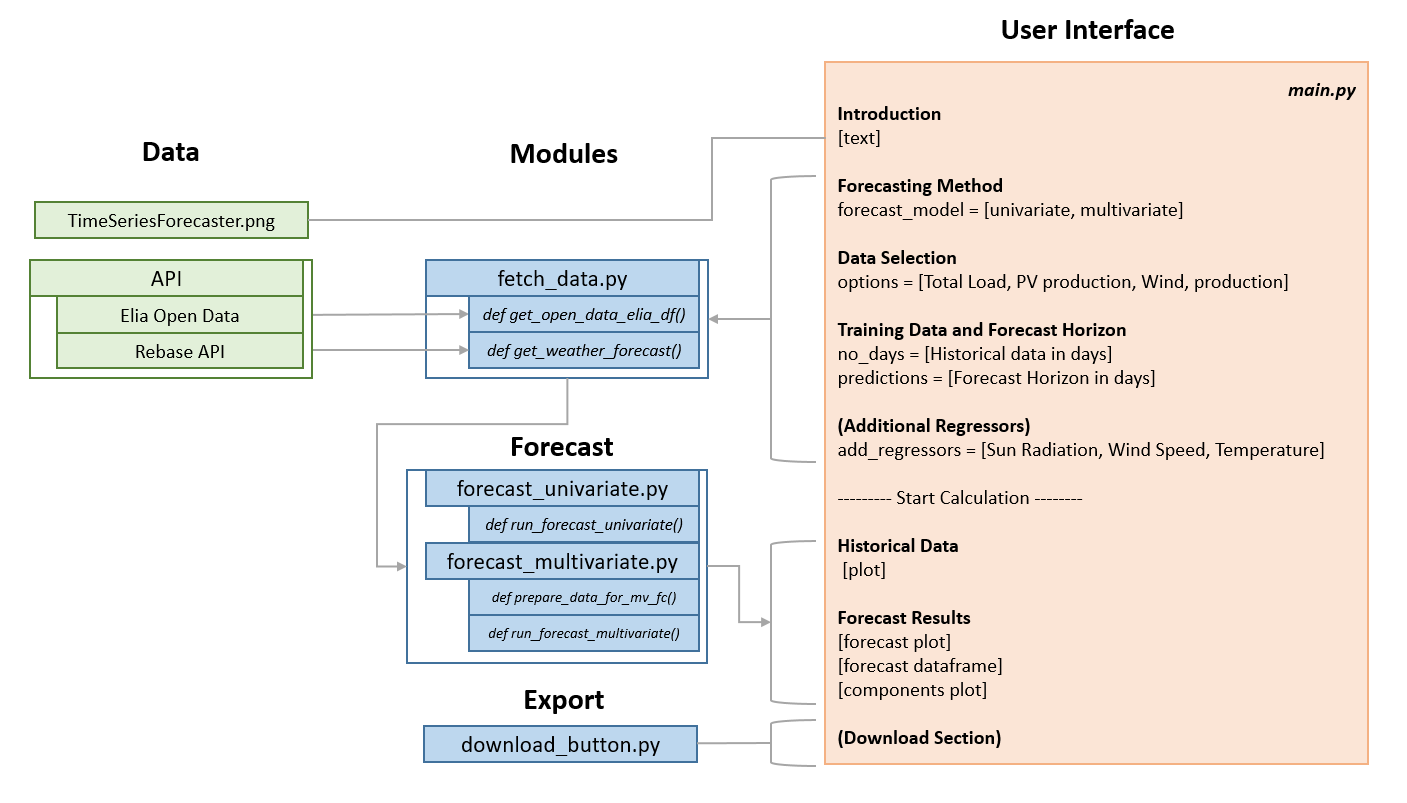 User Interface
Data
Modules
TimeSeriesForecaster.png
API
Elia Open Data
Rebase API
fetch_data.py
def get_open_data_elia_df()
def get_weather_forecast()
Forecast
forecast_univariate.py
def run_forecast_univariate()
forecast_multivariate.py
def prepare_data_for_mv_fc()
def run_forecast_multivariate()
Export
download_button.py
main.py
Introduction
[text]
Forecasting Method
forecast_model = [univariate, multivariate]
Data Selection
options = [Total Load, PV production, Wind, production]
Training Data and Forecast Horizon
no_days = [Historical data in days]
predictions = [Forecast Horizon in days]
(Additional Regressors)
add_regressors = [Sun Radiation, Wind Speed, Temperature]
--------- Start Calculation --------
Historical Data
[plot]
Forecast Results
[forecast plot]
[forecast dataframe]
[components plot]
(Download Section)